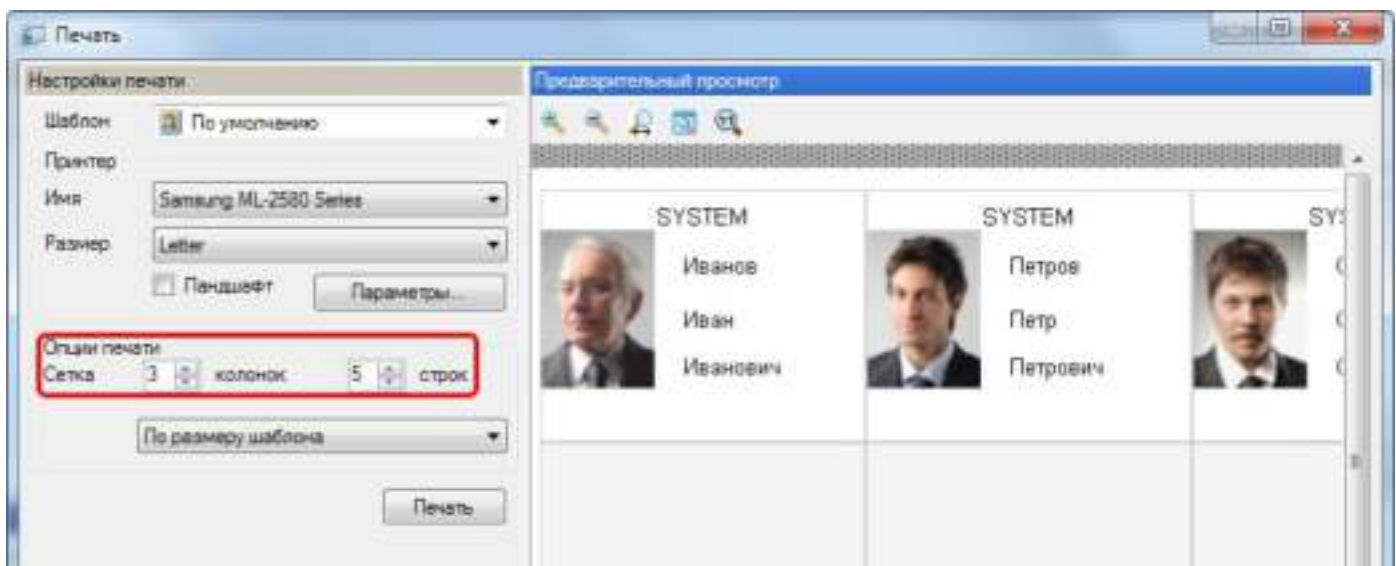 Печать
Настройки печати
Шаблон По умолчанию
Принтер
Имя Samsung ML-2580 Series
Размер Letter
Ландшафт Параметры...
Опции печати
Сетка 3 колонок 5 строк
По размеру шаблона
Печать
Предварительный просмотр
SYSTEM
Иванов
Иван
Иванович
SYSTEM
Петров
Петр
Петрович
SYS
С
С
С